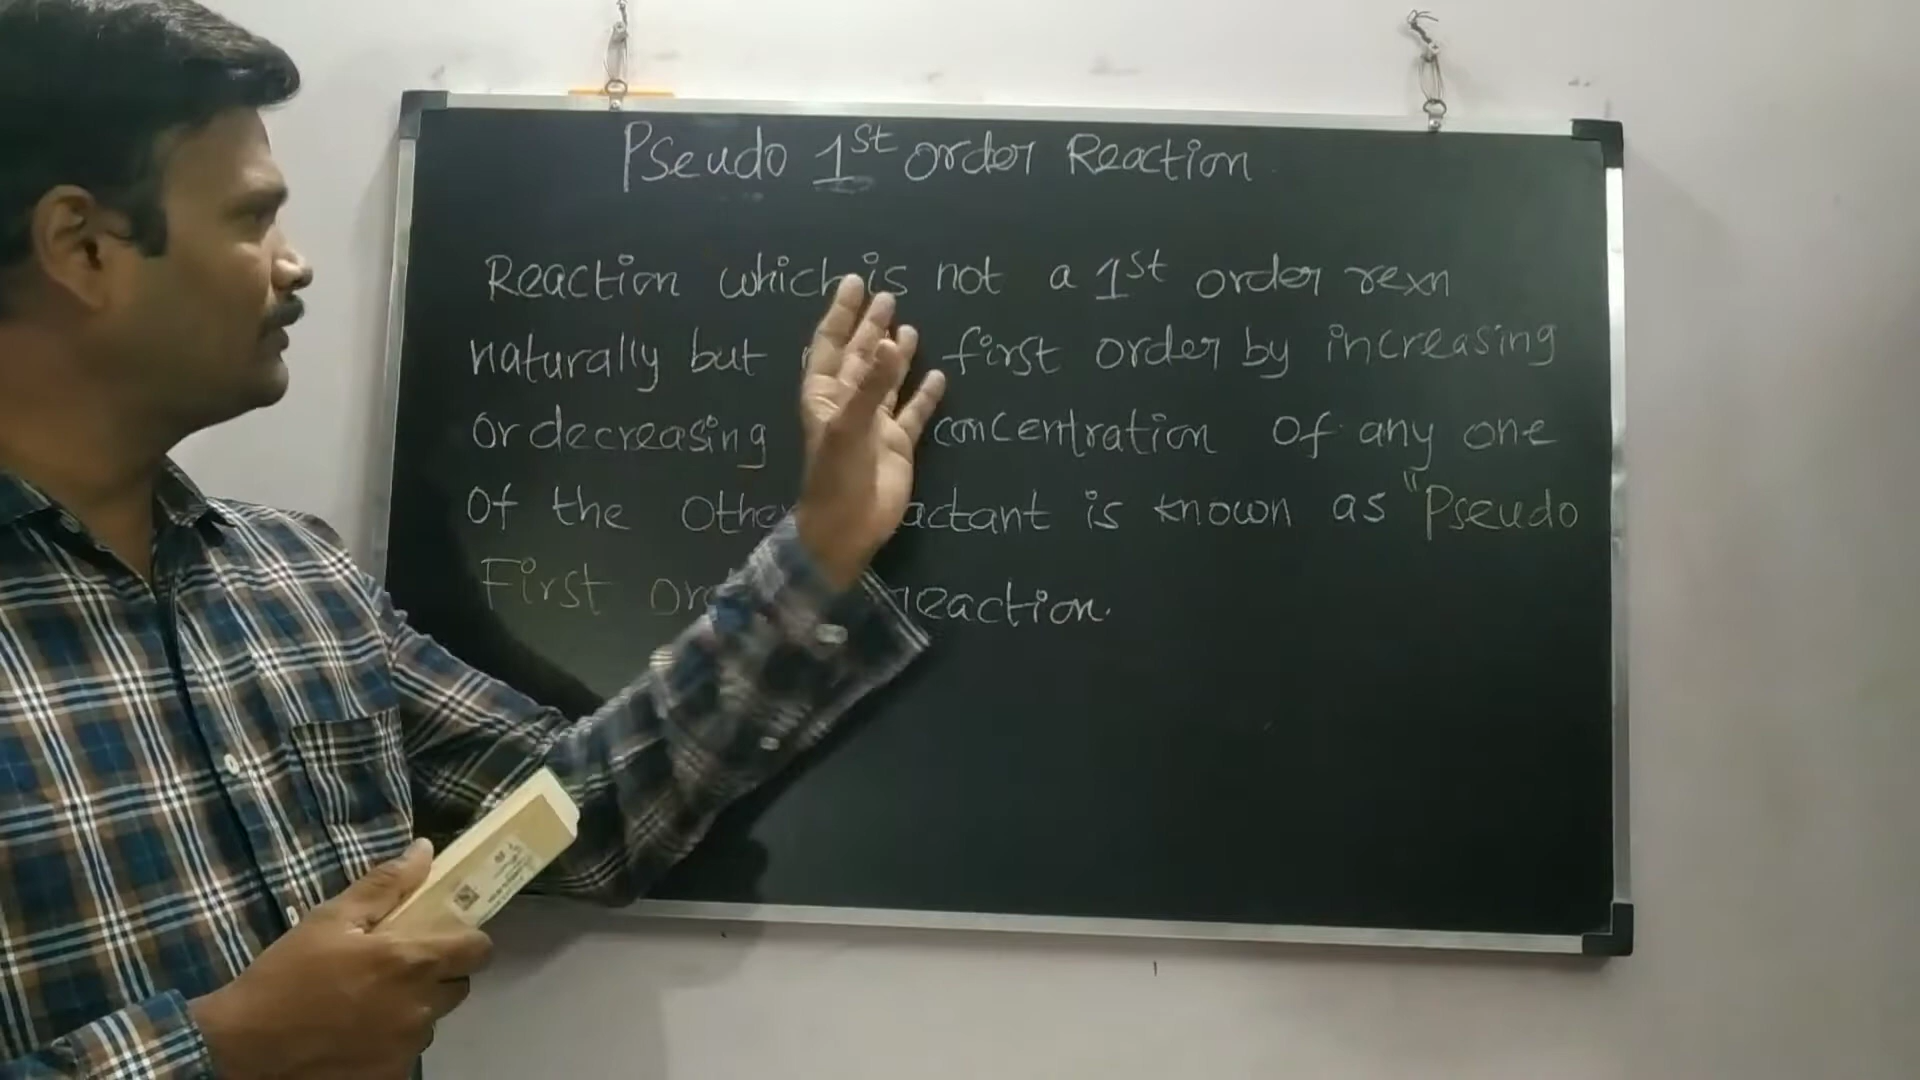 Pseudo 1st order Reaction
Reaction which is not a 1st order rexn
naturally but first order by increasing
or decreasing concentration of any one
of the other actant is known as "Pseudo
First reaction.